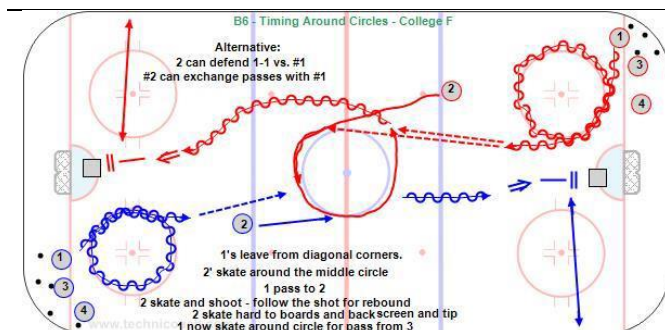 B6 - Timing Around Circles - College F
Alternative:
2 can defend 1-1 vs. #1
#2 can exchange passes with #1
1
2
3
4
2
1
3
4
1's leave from diagonal corners.
2' skate around the middle circle
1 pass to 2
2 skate and shoot - follow the shot for rebound
2 skate hard to boards and back screen and tip
1 now skate around circle for pass from 3